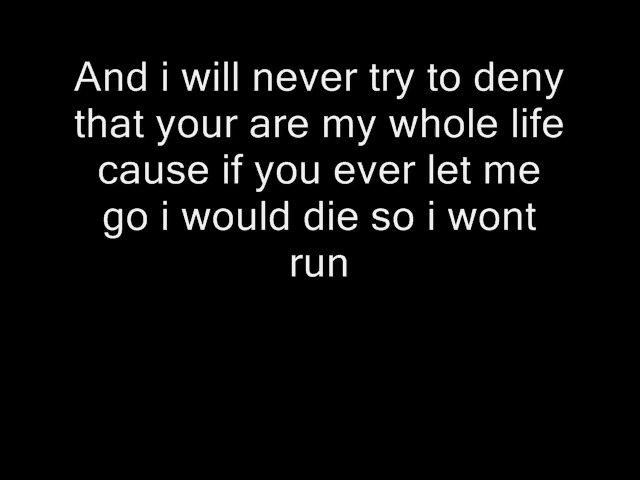 And i will never try to deny
that your are my whole life
cause if you ever let me
go i would die so i wont
run